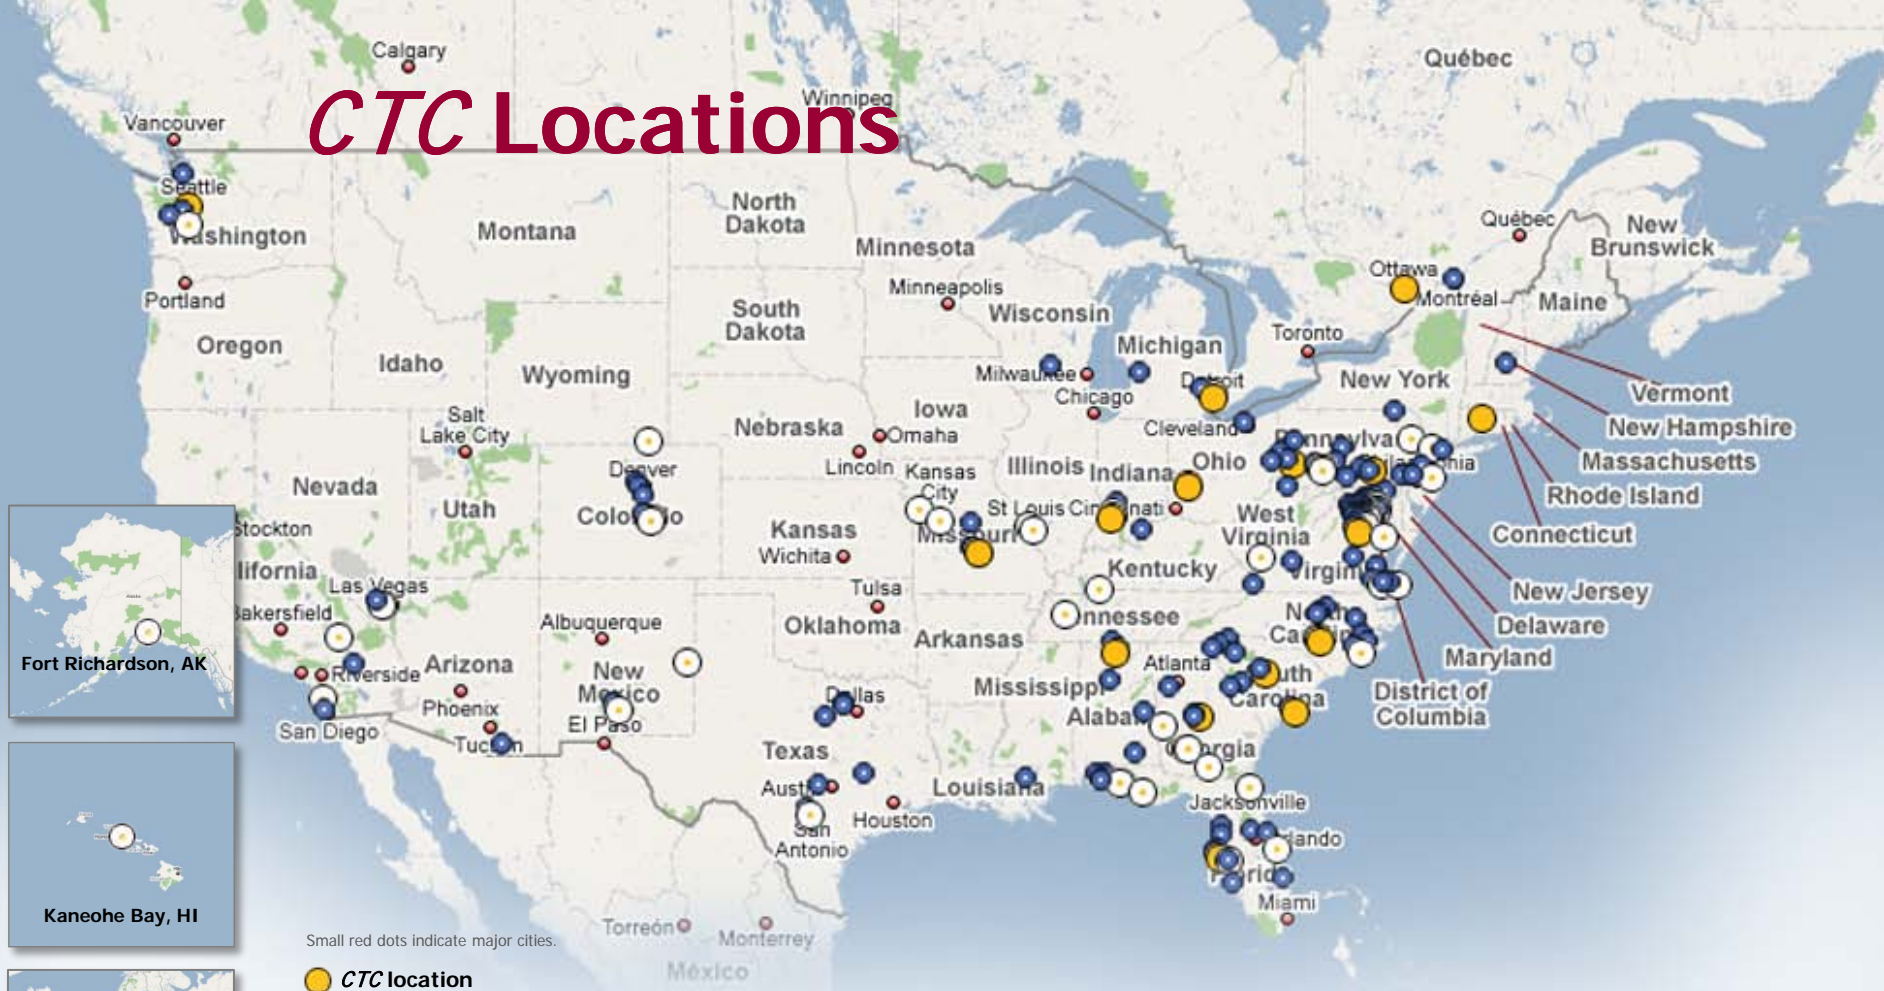 CTC Locations
Calgary
Winnipeg
Vancouver
Québec
Seattle
Washington
Montana
North
Dakota
Minnesota
Québec
New
Brunswick
Ottawa
Montréal
Maine
Portland
Minneapolis
Wisconsin
South
Dakota
Oregon
Idaho
Wyoming
Michigan
Toronto
Milwaukee
Detroit
New York
Chicago
Vermont
Salt
Lake City
Nebraska
Iowa
Omaha
Cleveland
New Hampshire
Massachusetts
Denver
Lincoln
Kansas
City
Illinois
Indiana
Ohio
Rhode Island
Nevada
Utah
Stockton
Kansas
St Louis
West
Virginia
Connecticut
Wichita
Kentucky
Las Vegas
Bakersfield
Tulsa
New Jersey
Albuquerque
Oklahoma
Arkansas
Delaware
Maryland
Fort Richardson, AK
Riverside
Arizona
New
Mexico
Atlanta
Mississippi
District of
Columbia
Phoenix
Dallas
San Diego
El Paso
Texas
Louisiana
Jacksonville
Houston
San
Antonio
Kaneohe Bay, HI
Miami
Torreón
Monterrey
México
Small red dots indicate major cities.
CTC location